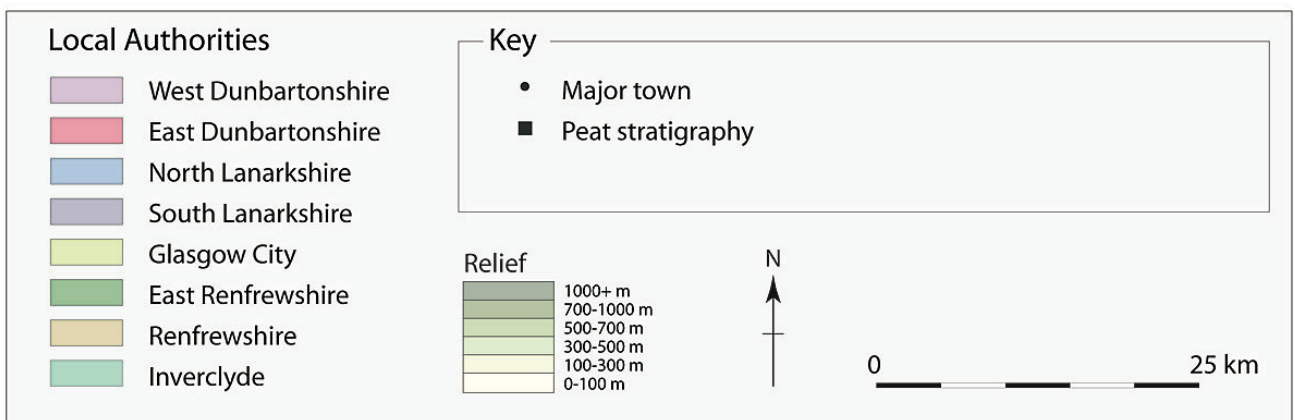 Local Authorities
West Dunbartonshire
East Dunbartonshire
North Lanarkshire
South Lanarkshire
Glasgow City
East Renfrewshire
Renfrewshire
Inverclyde
Key
Major town
Peat stratigraphy
Relief
1000+ m
700-1000 m
500-700 m
300-500 m
100-300 m
0-100 m
N
0 25 km